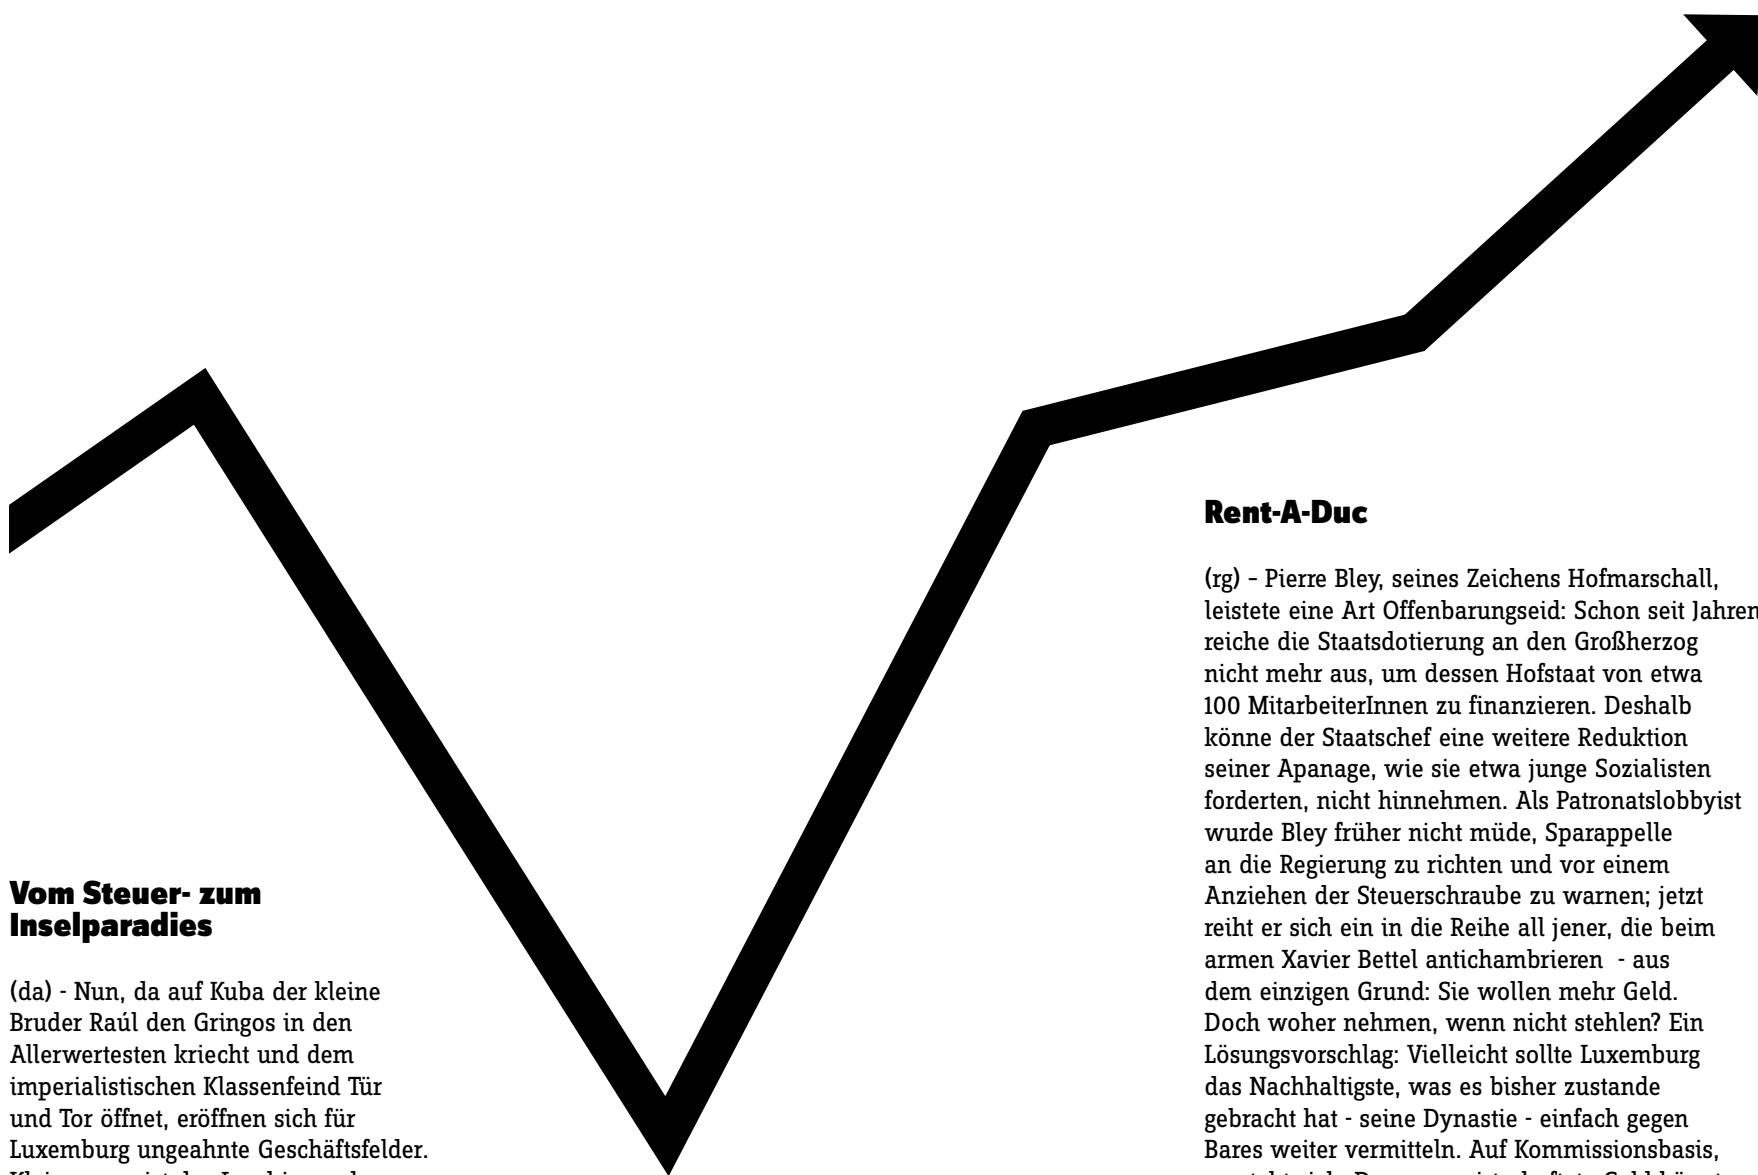 Vom Steuer- zum
Inselparadies
(da) - Nun, da auf Kuba der kleine
Bruder Raúl den Gringos in den
Allerwertesten kriecht und dem
imperialistischen Klassenfeind Tür
und Tor öffnet, eröffnen sich für
Luxemburg ungeahnte Geschäftsfelder.
Rent-A-Duc
(rg) – Pierre Bley, seines Zeichens Hofmarschall,
leistete eine Art Offenbarungseid: Schon seit Jahren
reiche die Staatsdotierung an den Großherzog
nicht mehr aus, um dessen Hofstaat von etwa
100 MitarbeiterInnen zu finanzieren. Deshalb
könne der Staatschef eine weitere Reduktion
seiner Apanage, wie sie etwa junge Sozialisten
forderten, nicht hinnehmen. Als Patronatslobbyist
wurde Bley früher nicht müde, Sparappelle
an die Regierung zu richten und vor einem
Anziehen der Steuerschraube zu warnen; jetzt
reiht er sich ein in die Reihe all jener, die beim
armen Xavier Bettel antichambrieren - aus
dem einzigen Grund: Sie wollen mehr Geld.
Doch woher nehmen, wenn nicht stehlen? Ein
Lösungsvorschlag: Vielleicht sollte Luxemburg
das Nachhaltigste, was es bisher zustande
gebracht hat - seine Dynastie - einfach gegen
Bares weiter vermitteln. Auf Kommissionsbasis,